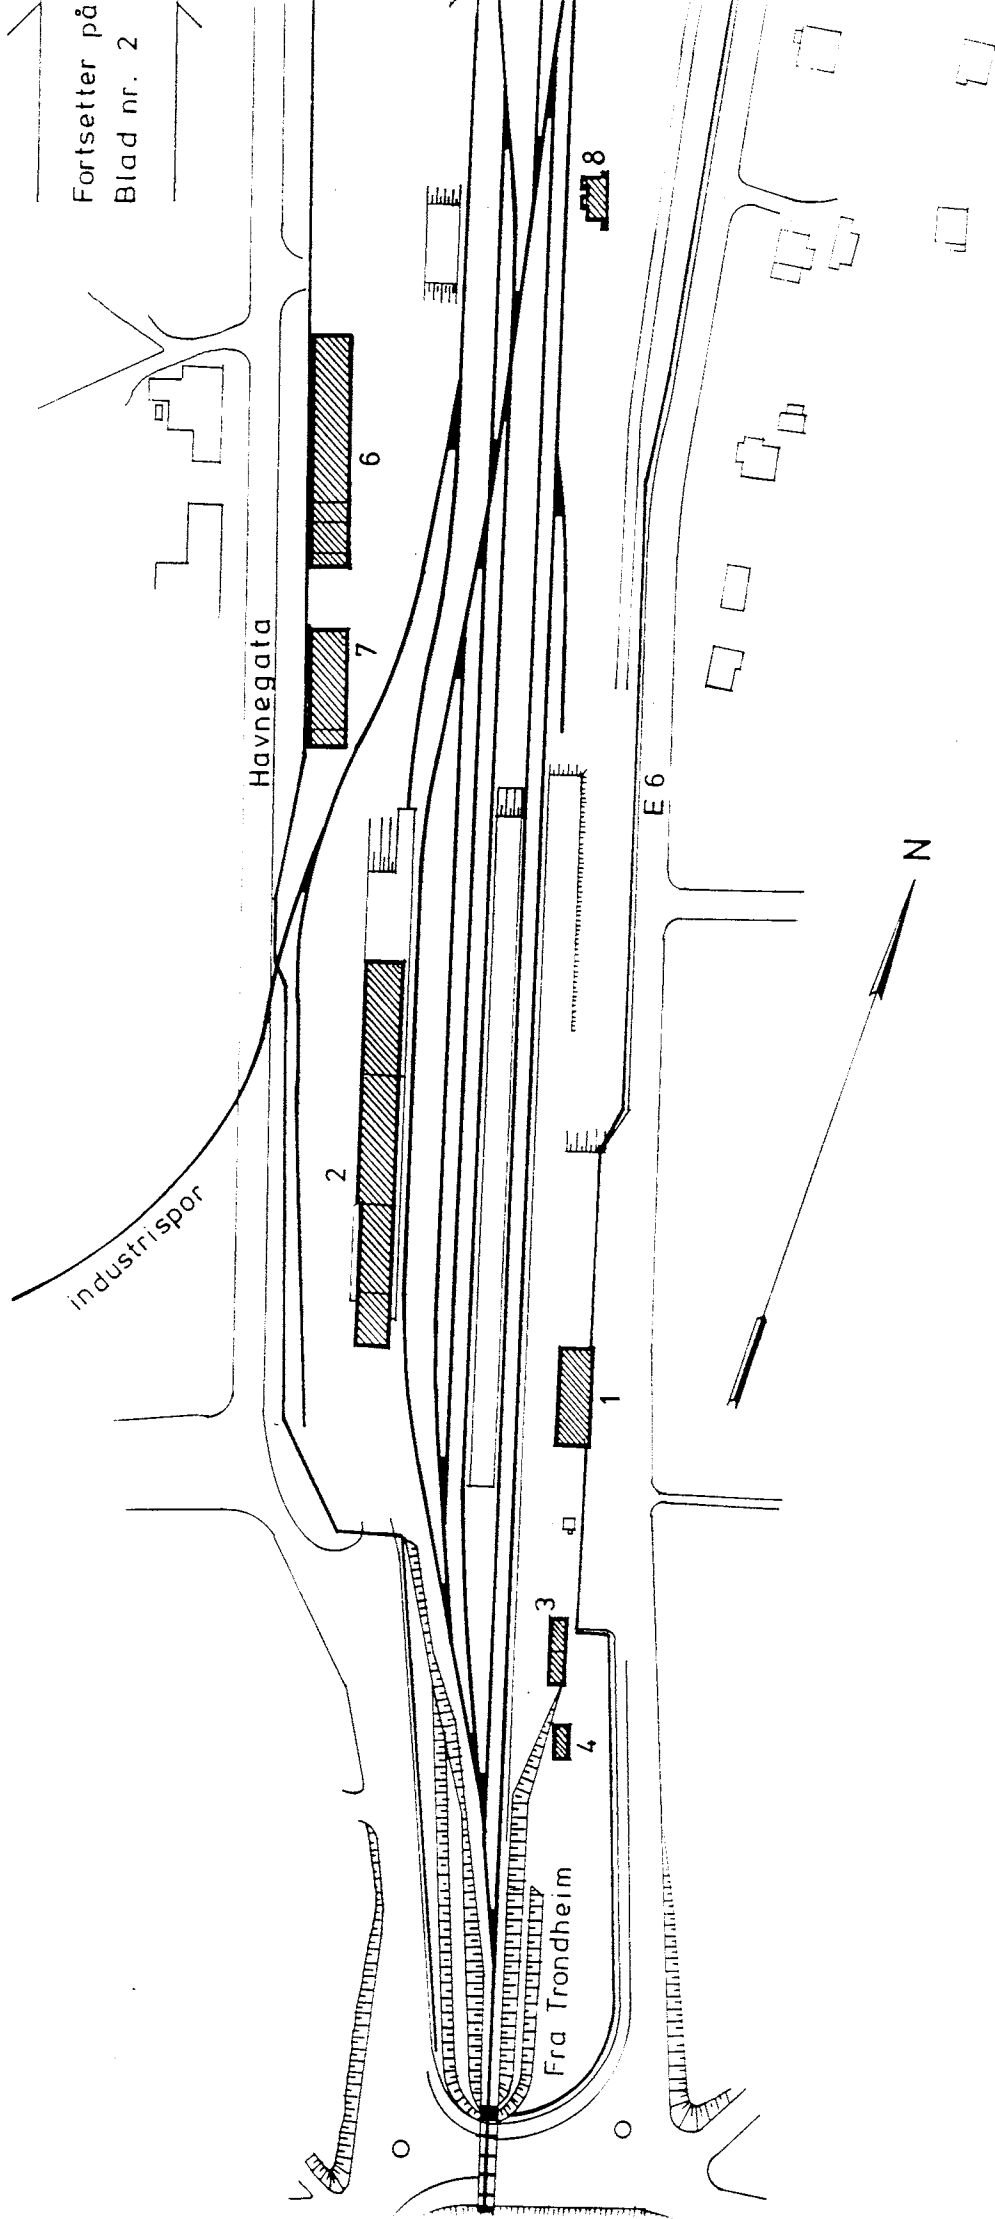 Fortsetter på
Blad nr. 2
8
6
7
Havnegata
E 6
N
2
industrispor
1
3
4
Fra Trondheim